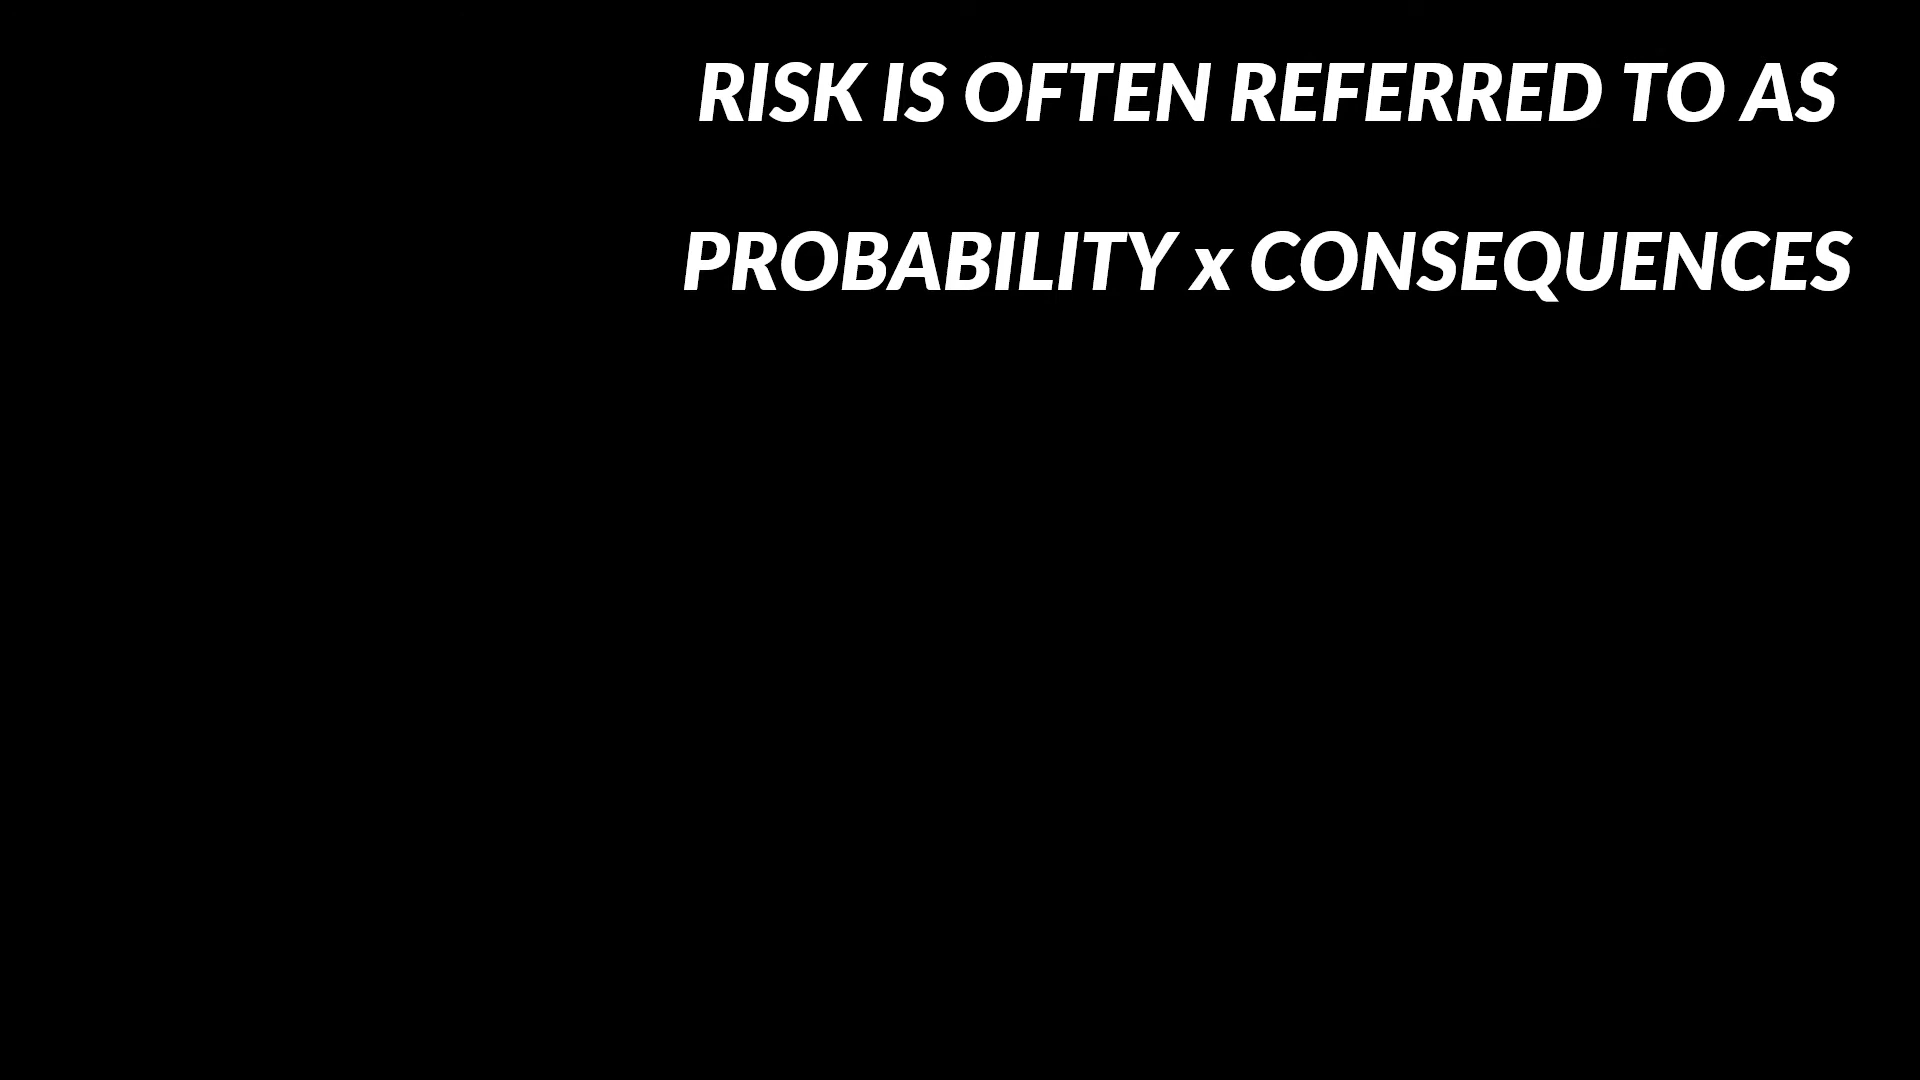 RISK IS OFTEN REFERRED TO AS
PROBABILITY x CONSEQUENCES